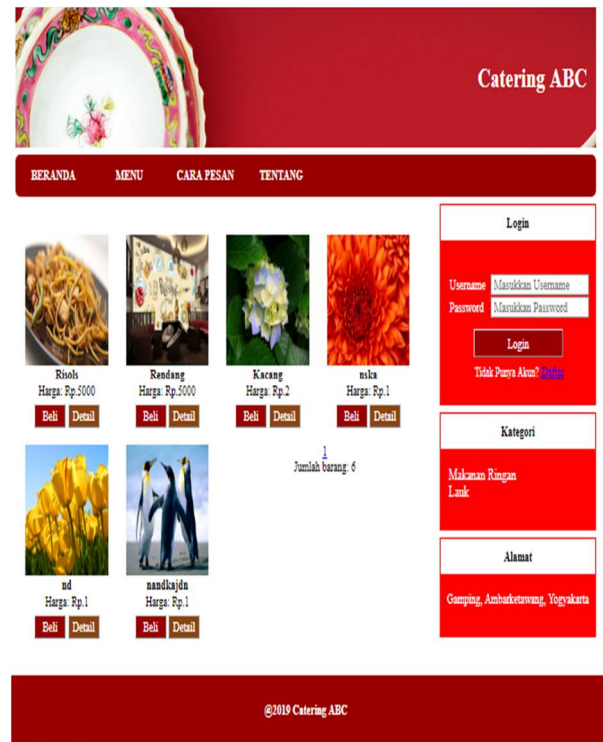 Catering ABC
BERANDA MENU CARA PESAN TENTANG
Risols
Harga: Rp.5000
Beli Detail
Rendang
Harga: Rp.5000
Beli Detail
Kacang
Harga: Rp.2
Beli Detail
nska
Harga: Rp.1
Beli Detail
nd
Harga: Rp.1
Beli Detail
nandkajdn
Harga: Rp.1
Beli Detail
1
Jumlah barang: 6
Login
Username Masukkan Username
Password Masukkan Password
Login
Tidak Punya Akun? Daftar
Kategori
Makanan Ringan
Lauk
Alamat
Gamping, Ambarketawang, Yogyakarta
@2019 Catering ABC